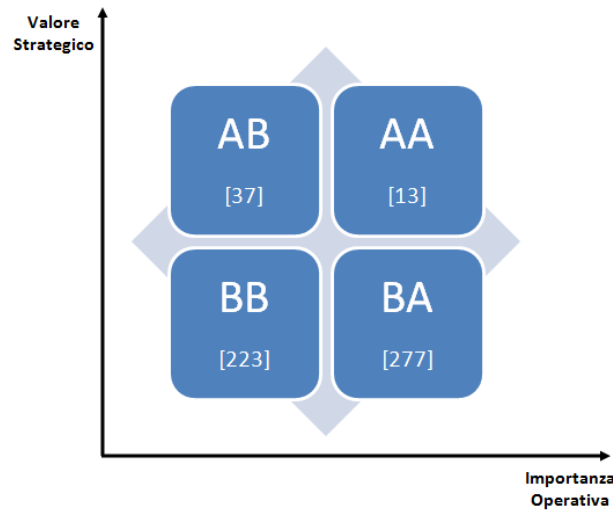 Valore
Strategico
AB
AA
[37]
[13]
BB
BA
[223]
[277]
Importanza
Operativa